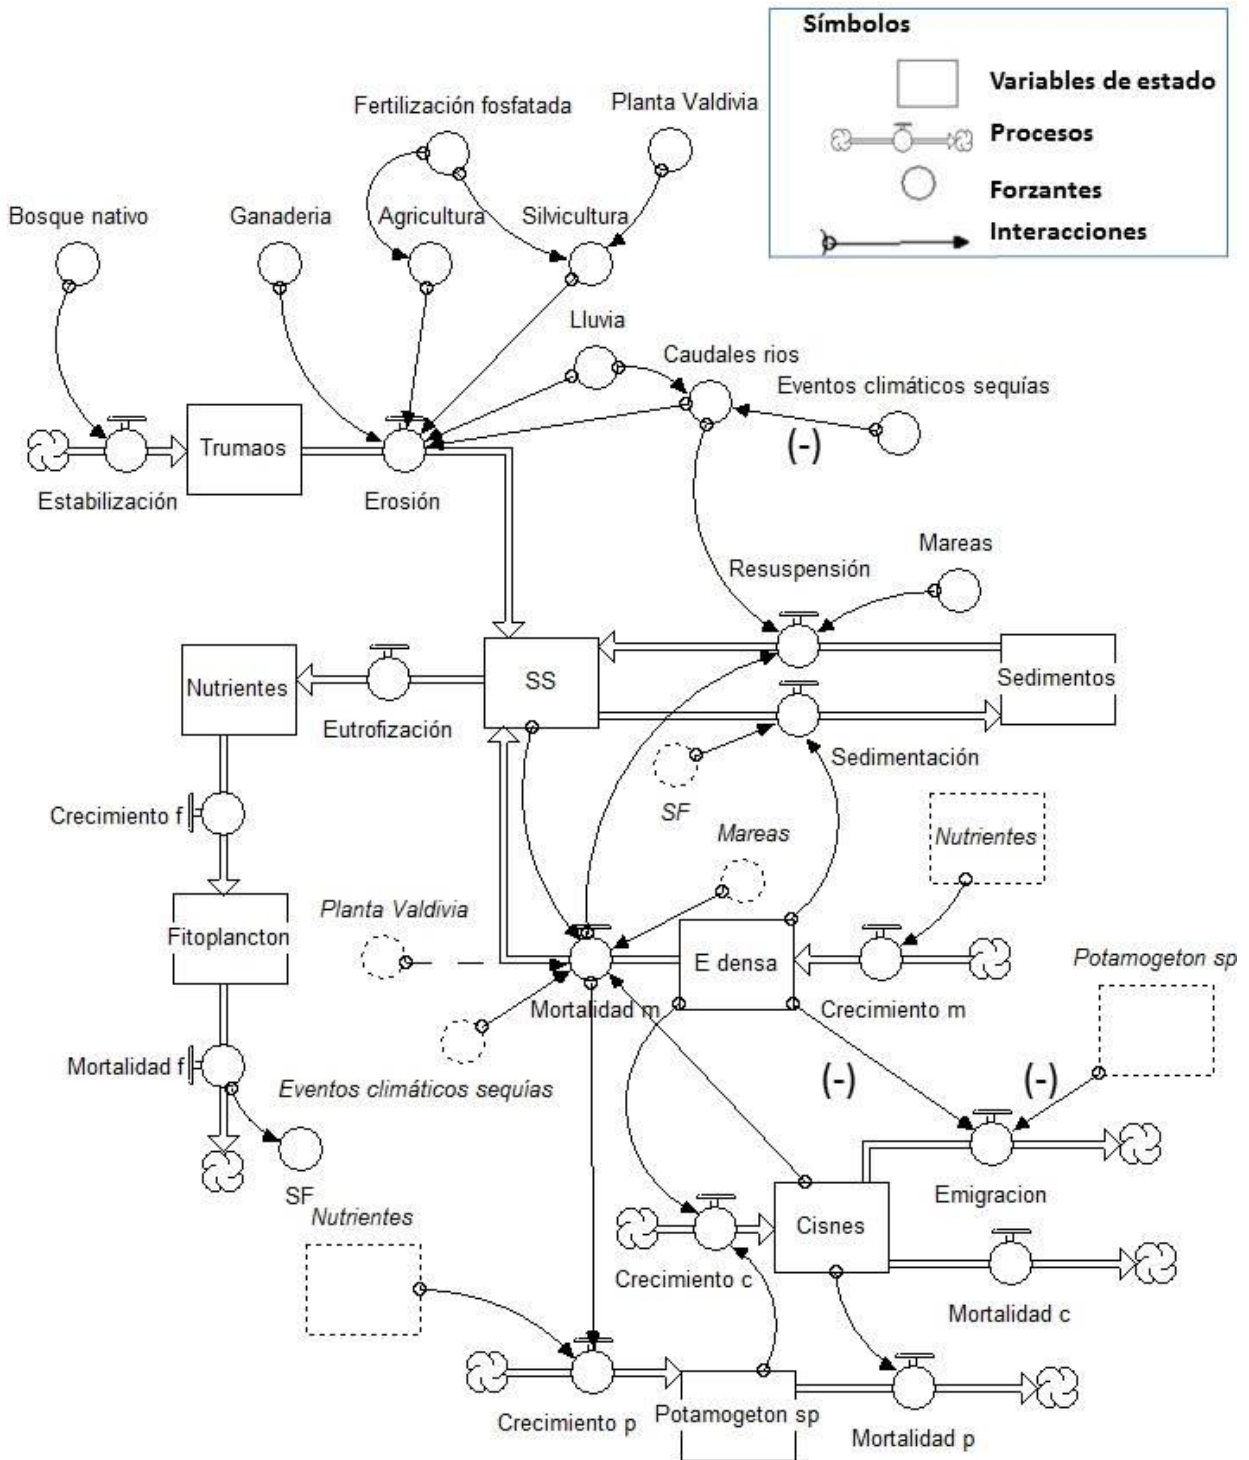 Símbolos
Variables de estado
Procesos
Forzantes
Interacciones
Fertilización fosfatada
Planta Valdivia
Bosque nativo
Ganaderia
Agricultura
Silvicultura
Lluvia
Caudales rios
Eventos climáticos sequías
(-)
Trumaos
Estabilización
Erosión
Mareas
Resuspensión
Nutrientes
SS
Sedimentos
Eutrofización
Sedimentación
SF
Crecimiento f
Mareas
Nutrientes
Planta Valdivia
Fitoplancton
E densa
Potamogeton sp
Mortalidad m
Crecimiento m
Mortalidad f
Eventos climáticos sequías
(-)
(-)
SF
Emigracion
Nutrientes
Cisnes
Crecimiento c
Mortalidad c
Crecimiento p
Potamogeton sp
Mortalidad p